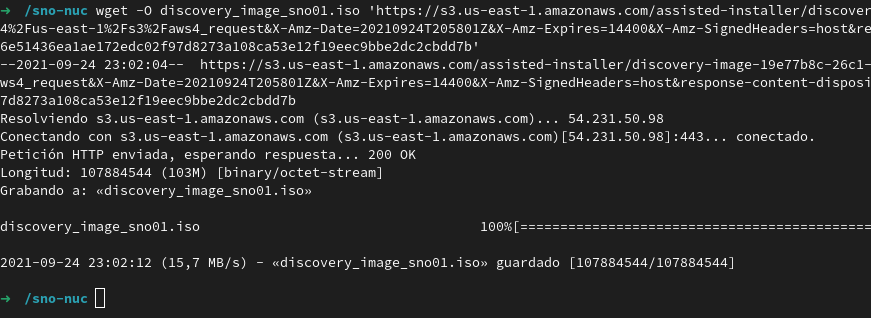 ➜ /sno-nuc wget -O discovery_image_sno01.iso 'https://s3.us-east-1.amazonaws.com/assisted-installer/discover
4%2Fus-east-1%2Fs3%2Faws4_request&X-Amz-Date=20210924T205801Z&X-Amz-Expires=14400&X-Amz-SignedHeaders=host&re
6e51436ea1ae172edc02f97d8273a108ca53e12f19eec9bbe2dc2cbdd7b'
--2021-09-24 23:02:04-- https://s3.us-east-1.amazonaws.com/assisted-installer/discovery-image-19e77b8c-26c1-
ws4_request&X-Amz-Date=20210924T205801Z&X-Amz-Expires=14400&X-Amz-SignedHeaders=host&response-content-disposi
7d8273a108ca53e12f19eec9bbe2dc2cbdd7b
Resolviendo s3.us-east-1.amazonaws.com (s3.us-east-1.amazonaws.com)... 54.231.50.98
Conectando con s3.us-east-1.amazonaws.com (s3.us-east-1.amazonaws.com)[54.231.50.98]:443... conectado.
Petición HTTP enviada, esperando respuesta... 200 OK
Longitud: 107884544 (103M) [binary/octet-stream]
Grabando a: «discovery_image_sno01.iso»
discovery_image_sno01.iso 100%[============================================
2021-09-24 23:02:12 (15,7 MB/s) - «discovery_image_sno01.iso» guardado [107884544/107884544]
➜ /sno-nuc